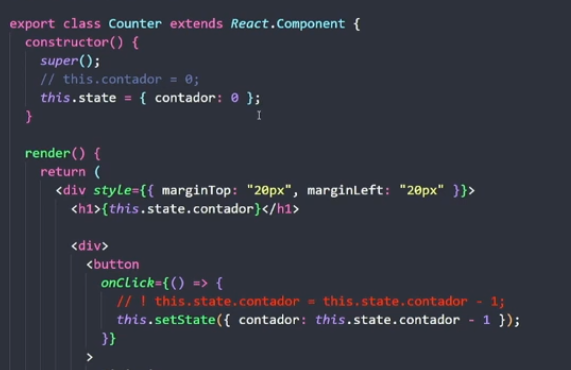 export class Counter extends React.Component {
constructor() {
super();
// this.contador = 0;
this.state = { contador: 0 };
}
render() {
return (
<div style={{ marginTop: "20px", marginLeft: "20px" }}>
<h1>{this.state.contador}</h1>
<div>
<button
onClick={() => {
// ! this.state.contador = this.state.contador - 1;
this.setState({ contador: this.state.contador - 1 });
}}
>